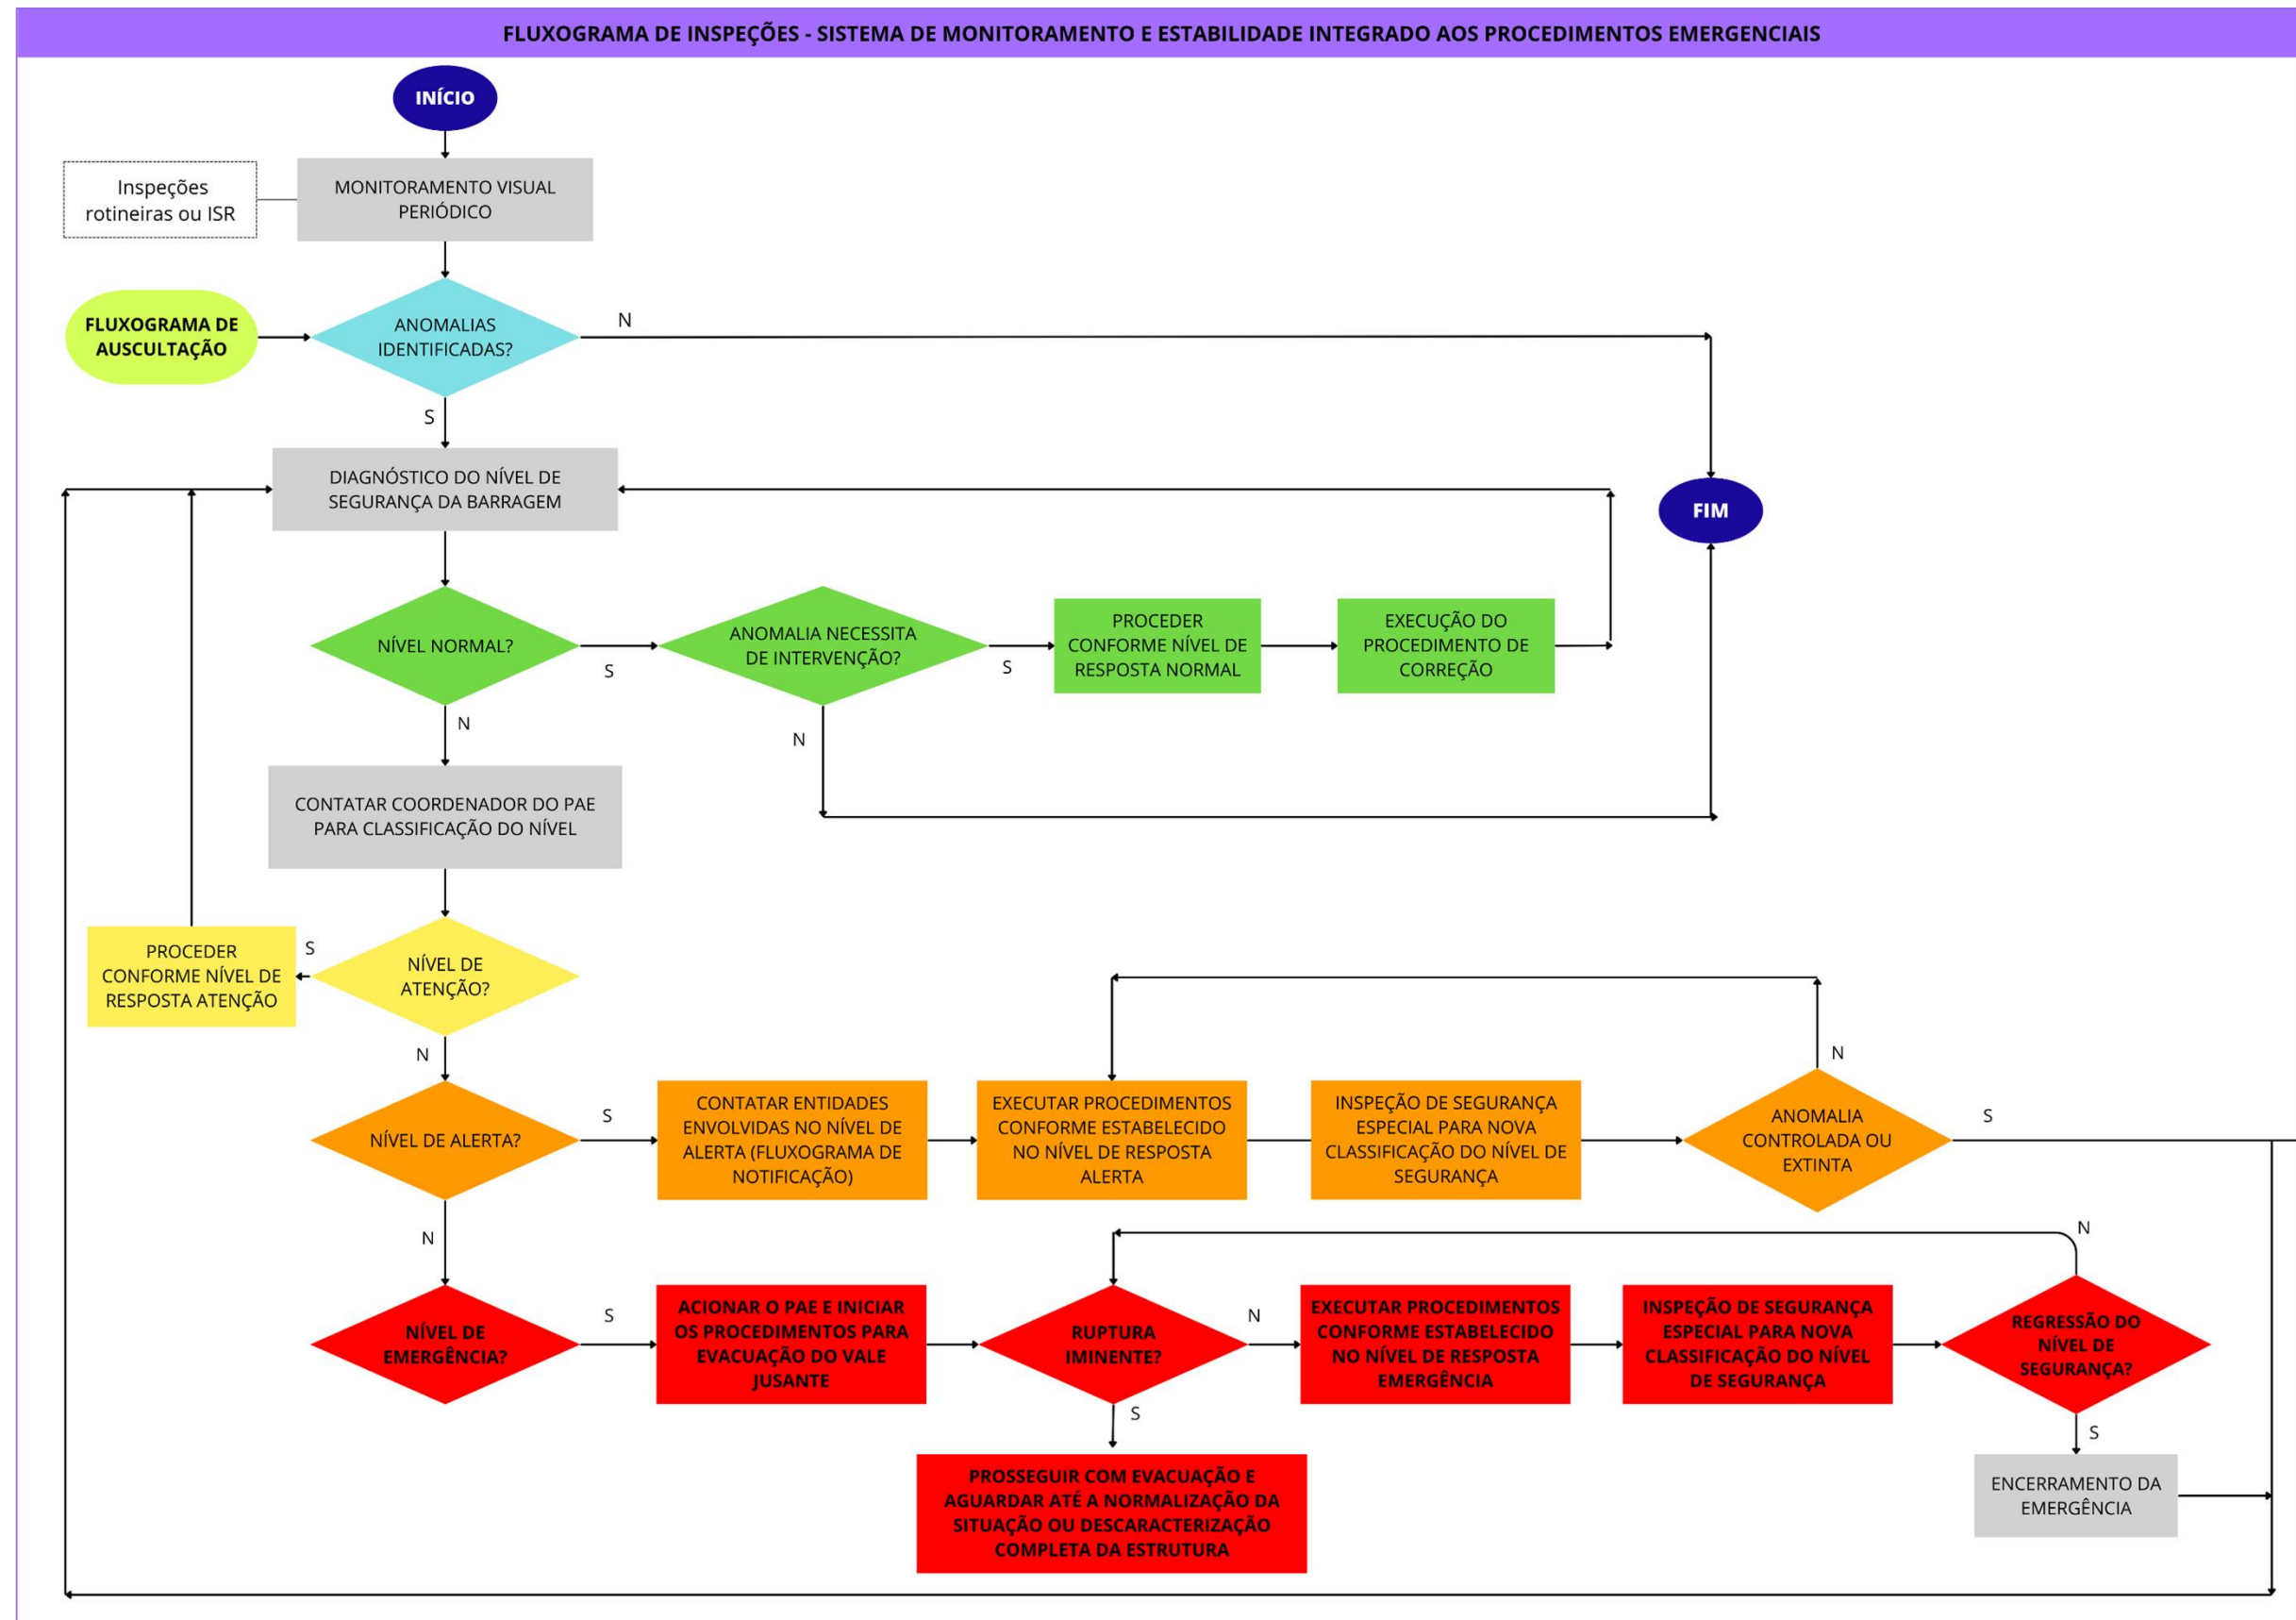 FLUXOGRAMA DE INSPEÇÕES - SISTEMA DE MONITORAMENTO E ESTABILIDADE INTEGRADO AOS PROCEDIMENTOS EMERGENCIAIS
INÍCIO
Inspeções
rotineiras ou ISR
MONITORAMENTO VISUAL
PERIÓDICO
FLUXOGRAMA DE
AUSCULTAÇÃO
ANOMALIAS
IDENTIFICADAS?
N
S
DIAGNÓSTICO DO NÍVEL DE
SEGURANÇA DA BARRAGEM
FIM
NÍVEL NORMAL?
S
ANOMALIA NECESSITA
DE INTERVENÇÃO?
S
PROCEDER
CONFORME NÍVEL DE
RESPOSTA NORMAL
EXECUÇÃO DO
PROCEDIMENTO DE
CORREÇÃO
N
N
CONTATAR COORDENADOR DO PAE
PARA CLASSIFICAÇÃO DO NÍVEL
PROCEDER
CONFORME NÍVEL DE
RESPOSTA ATENÇÃO
S
NÍVEL DE
ATENÇÃO?
N
NÍVEL DE ALERTA?
S
CONTATAR ENTIDADES
ENVOLVIDAS NO NÍVEL DE
ALERTA (FLUXOGRAMA DE
NOTIFICAÇÃO)
EXECUTAR PROCEDIMENTOS
CONFORME ESTABELECIDO
NO NÍVEL DE RESPOSTA
ALERTA
INSPEÇÃO DE SEGURANÇA
ESPECIAL PARA NOVA
CLASSIFICAÇÃO DO NÍVEL DE
SEGURANÇA
N
ANOMALIA
CONTROLADA OU
EXTINTA
S
N
NÍVEL DE
EMERGÊNCIA?
S
ACIONAR O PAE E INICIAR
OS PROCEDIMENTOS PARA
EVACUAÇÃO DO VALE
JUSANTE
RUPTURA
IMINENTE?
N
EXECUTAR PROCEDIMENTOS
CONFORME ESTABELECIDO
NO NÍVEL DE RESPOSTA
EMERGÊNCIA
INSPEÇÃO DE SEGURANÇA
ESPECIAL PARA NOVA
CLASSIFICAÇÃO DO NÍVEL
DE SEGURANÇA
N
REGRESSÃO DO
NÍVEL DE
SEGURANÇA?
S
S
PROSSEGUIR COM EVACUAÇÃO E
AGUARDAR ATÉ A NORMALIZAÇÃO DA
SITUAÇÃO OU DESCARACTERIZAÇÃO
COMPLETA DA ESTRUTURA
ENCERRAMENTO DA
EMERGÊNCIA